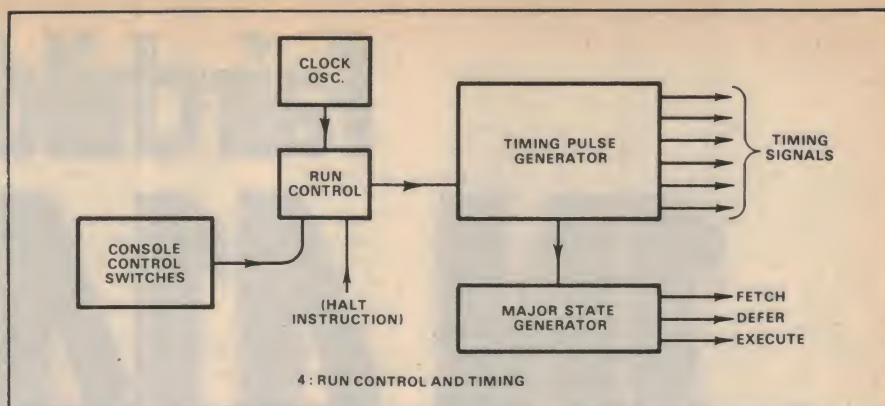 CLOCK
OSC.
RUN
CONTROL
TIMING PULSE
GENERATOR
TIMING
SIGNALS
CONSOLE
CONTROL
SWITCHES
(HALT
INSTRUCTION)
MAJOR STATE
GENERATOR
FETCH
DEFER
EXECUTE
4: RUN CONTROL AND TIMING